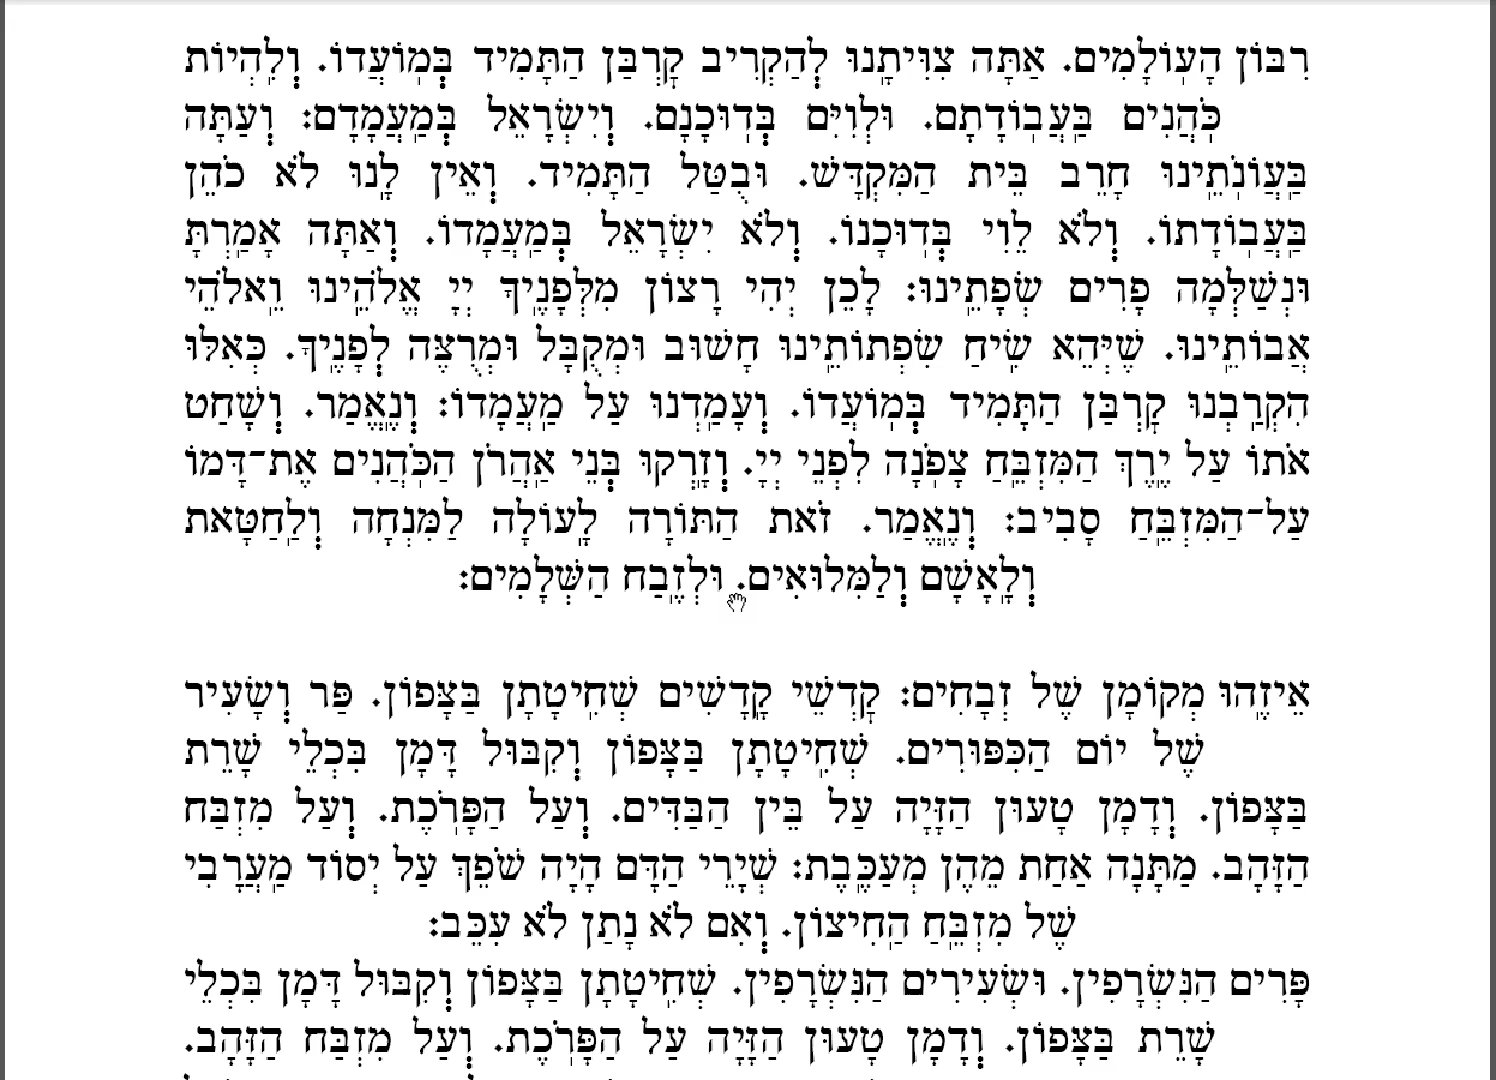 רִבּוֹן הָעוֹלָמִים. אַתָּה צִוִּיתָנוּ לְהַקְרִיב קָרְבַּן הַתָּמִיד בְּמוֹעֲדוֹ. וְלִהְיוֹת
כֹּהֲנִים בַּעֲבוֹדָתָם. וּלְוִיִּם בְּדוּכָנָם. וְיִשְׂרָאֵל בְּמַעֲמָדָם: וְעַתָּה
בַּעֲוֹנֹתֵינוּ חָרֵב בֵּית הַמִּקְדָּשׁ. וּבֻטַּל הַתָּמִיד. וְאֵין לָנוּ לֹא כֹהֵן
בַּעֲבוֹדָתוֹ. וְלֹא לֵוִי בְּדוּכָנוֹ. וְלֹא יִשְׂרָאֵל בְּמַעֲמָדוֹ. וְאַתָּה אָמַרְתָּ
וּנְשַׁלְּמָה פָרִים שְׂפָתֵינוּ: לָכֵן יְהִי רָצוֹן מִלְּפָנֶיךָ יְיָ אֱלֹהֵינוּ וֵאלֹהֵי
אֲבוֹתֵינוּ. שֶׁיְּהֵא שִׂיחַ שִׂפְתוֹתֵינוּ חָשׁוּב וּמְקֻבָּל וּמְרֻצֶּה לְפָנֶיךָ. כְּאִלּוּ
הִקְרַבְנוּ קָרְבַּן הַתָּמִיד בְּמוֹעֲדוֹ. וְעָמַדְנוּ עַל מַעֲמָדוֹ: וְנֶאֱמַר. וְשָׁחַט
אֹתוֹ עַל יֶרֶךְ הַמִּזְבֵּחַ צָפֹנָה לִפְנֵי יְיָ. וְזָרְקוּ בְּנֵי אַהֲרֹן הַכֹּהֲנִים אֶת־דָּמוֹ
עַל־הַמִּזְבֵּחַ סָבִיב: וְנֶאֱמַר. זֹאת הַתּוֹרָה לָעוֹלָה לַמִּנְחָה וְלַחַטָּאת
וְלָאָשָׁם וְלַמִּלּוּאִים. וּלְזֶבַח הַשְּׁלָמִים:
אֵיזֶהוּ מְקוֹמָן שֶׁל זְבָחִים: קָדְשֵׁי קָדָשִׁים שְׁחִיטָתָן בַּצָּפוֹן. פַּר וְשָׂעִיר
שֶׁל יוֹם הַכִּפּוּרִים. שְׁחִיטָתָן בַּצָּפוֹן וְקִבּוּל דָּמָן בִּכְלֵי שָׁרֵת
בַּצָּפוֹן. וְדָמָן טָעוּן הַזָּיָה עַל בֵּין הַבַּדִּים. וְעַל הַפָּרֹכֶת. וְעַל מִזְבַּח
הַזָּהָב. מַתָּנָה אַחַת מֵהֶן מְעַכֶּבֶת: שְׁיָרֵי הַדָּם הָיָה שֹׁפֵךְ עַל יְסוֹד מַעֲרָבִי
שֶׁל מִזְבֵּחַ הַחִיצוֹן. וְאִם לֹא נָתַן לֹא עִכֵּב:
פָּרִים הַנִּשְׂרָפִין. וּשְׂעִירִים הַנִּשְׂרָפִין. שְׁחִיטָתָן בַּצָּפוֹן וְקִבּוּל דָּמָן בִּכְלֵי
שָׁרֵת בַּצָּפוֹן. וְדָמָן טָעוּן הַזָּיָה עַל הַפָּרֹכֶת. וְעַל מִזְבַּח הַזָּהָב.